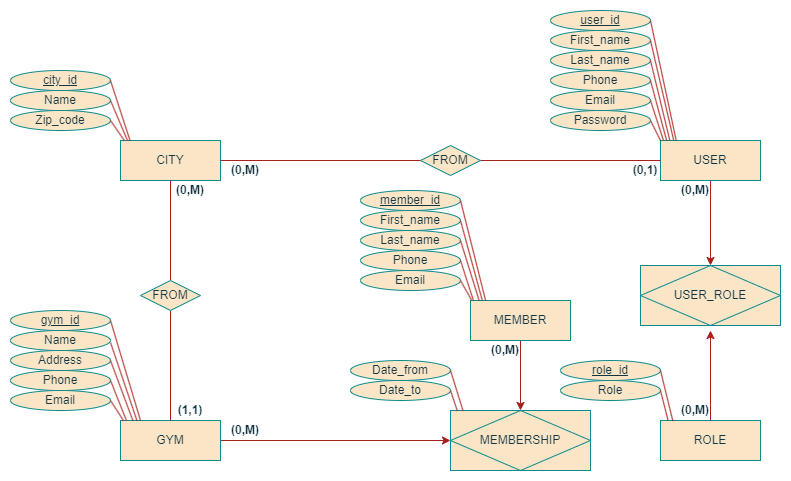 user_id
First_name
Last_name
Phone
Email
Password
city_id
Name
Zip_code
CITY
(0,M)
FROM
(0,1)
USER
(0,M)
(0,M)
member_id
First_name
Last_name
Phone
Email
FROM
USER_ROLE
gym_id
Name
Address
Phone
Email
MEMBER
(0,M)
Date_from
Date_to
role_id
Role
(1,1)
(0,M)
(0,M)
GYM
MEMBERSHIP
ROLE